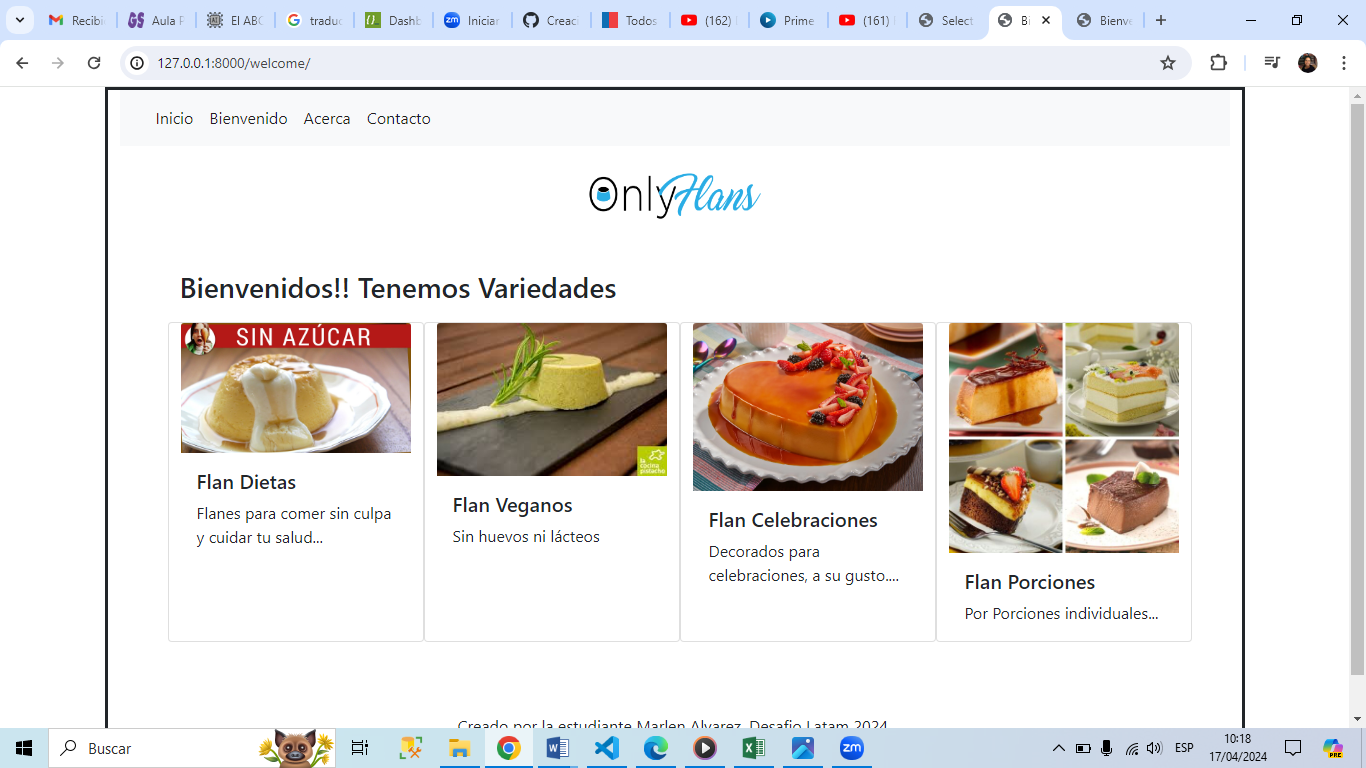 Recibi
Aula P
El ABC
traduc
Dashb
Iniciar
Creaci
Todos
(162)
Prime
(161)
Select
Bi
Bienve
127.0.0.1:8000/welcome/
Inicio Bienvenido Acerca Contacto
OnlyFlans
Bienvenidos!! Tenemos Variedades
SIN AZÚCAR
Flan Dietas
Flanes para comer sin culpa
y cuidar tu salud...
la cocina pistacho
Flan Veganos
Sin huevos ni lácteos
Flan Celebraciones
Decorados para
celebraciones, a su gusto....
Flan Porciones
Por Porciones individuales...
Creado por la estudiante Marlen Alvarez, Desafio Latam 2024
Buscar
ESP
10:18
17/04/2024